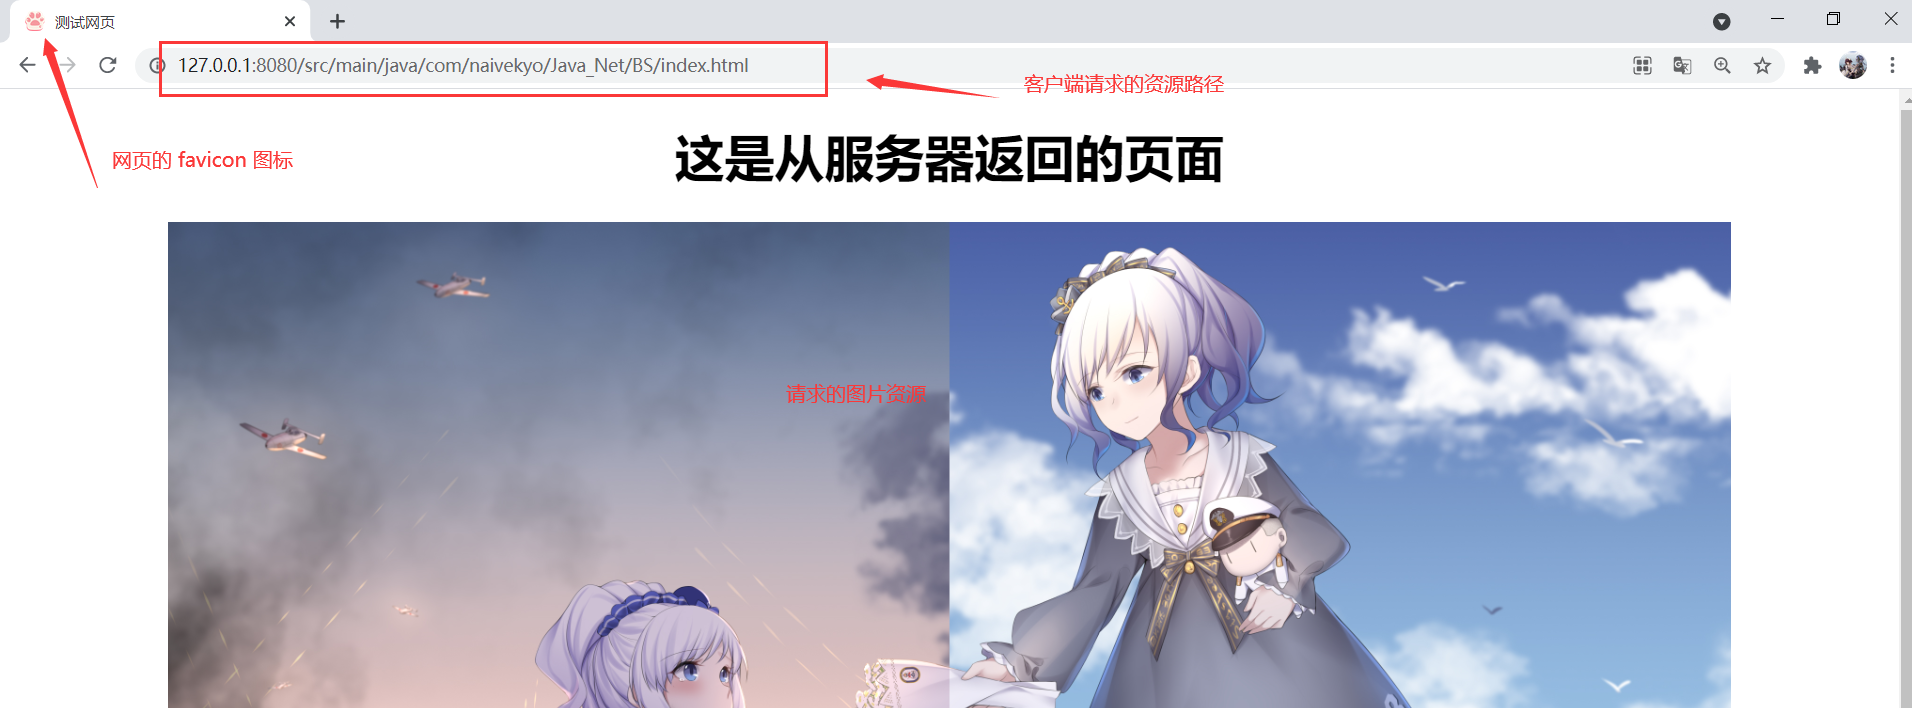 测试网页
127.0.0.1:8080/src/main/java/com/naivekyo/Java_Net/BS/index.html
客户端请求的资源路径
网页的 favicon 图标
这是从服务器返回的页面
请求的图片资源